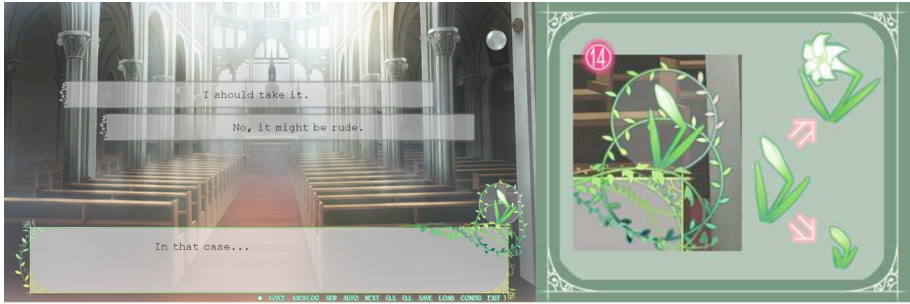 I should take it.
No, it might be rude.
In that case...
VOICE BACKLOG SKIP AUTO NEXT Q.S. Q.L. SAVE LOAD CONFIG EXIT
14